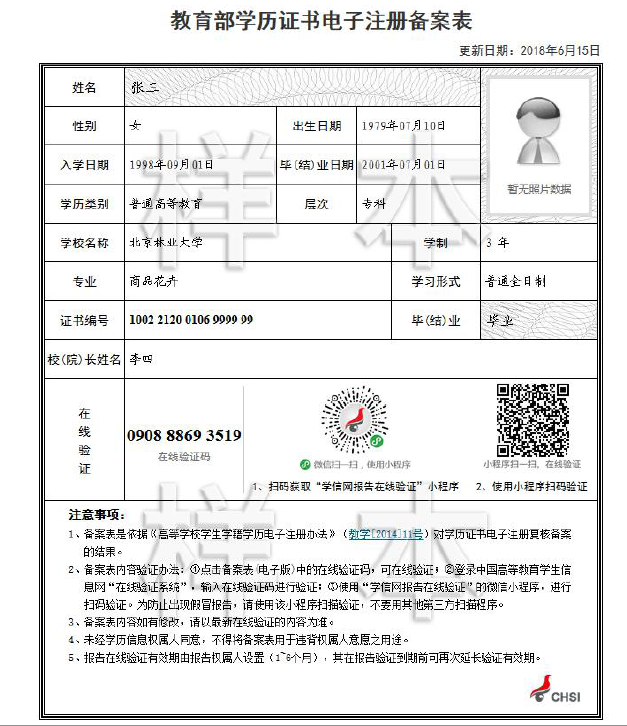 教育部学历证书电子注册备案表
更新日期：2018年6月15日
姓名 张三
性别 女 出生日期 1979年07月10日
入学日期 1998年09月01日 毕(结)业日期 2001年07月01日
暂无照片数据
学历类别 普通高等教育 层次 专科
学校名称 北京林业大学 学制 3 年
专业 商品花卉 学习形式 普通全日制
证书编号 1002 2120 0106 9999 99 毕(结)业 毕业
校(院)长姓名 李四
样本
在线验证
0908 8869 3519
在线验证码
微信扫一扫，使用小程序
小程序扫一扫，在线验证
1、扫码获取“学信网报告在线验证”小程序
2、使用小程序扫码验证
样本
注意事项：
1、备案表是依据《高等学校学生学籍学历电子注册办法》(教学[2014]11号)对学历证书电子注册复核备案
的结果。
2、备案表内容验证办法：①点击备案表(电子版)中的在线验证码，可在线验证；②登录中国高等教育学生信
息网“在线验证系统”，输入在线验证码进行验证；③使用“学信网报告在线验证”的微信小程序，进行
扫码验证。为防止出现假冒报告，请使用该小程序扫描验证，不要用其他第三方扫描程序。
3、备案表内容如有修改，请以最新在线验证的内容为准。
4、未经学历信息权属人同意，不得将备案表用于违背权属人意愿之用途。
5、报告在线验证有效期由报告权属人设置(1~6个月)，其在报告验证到期前可再次延长验证有效期。
CHSI